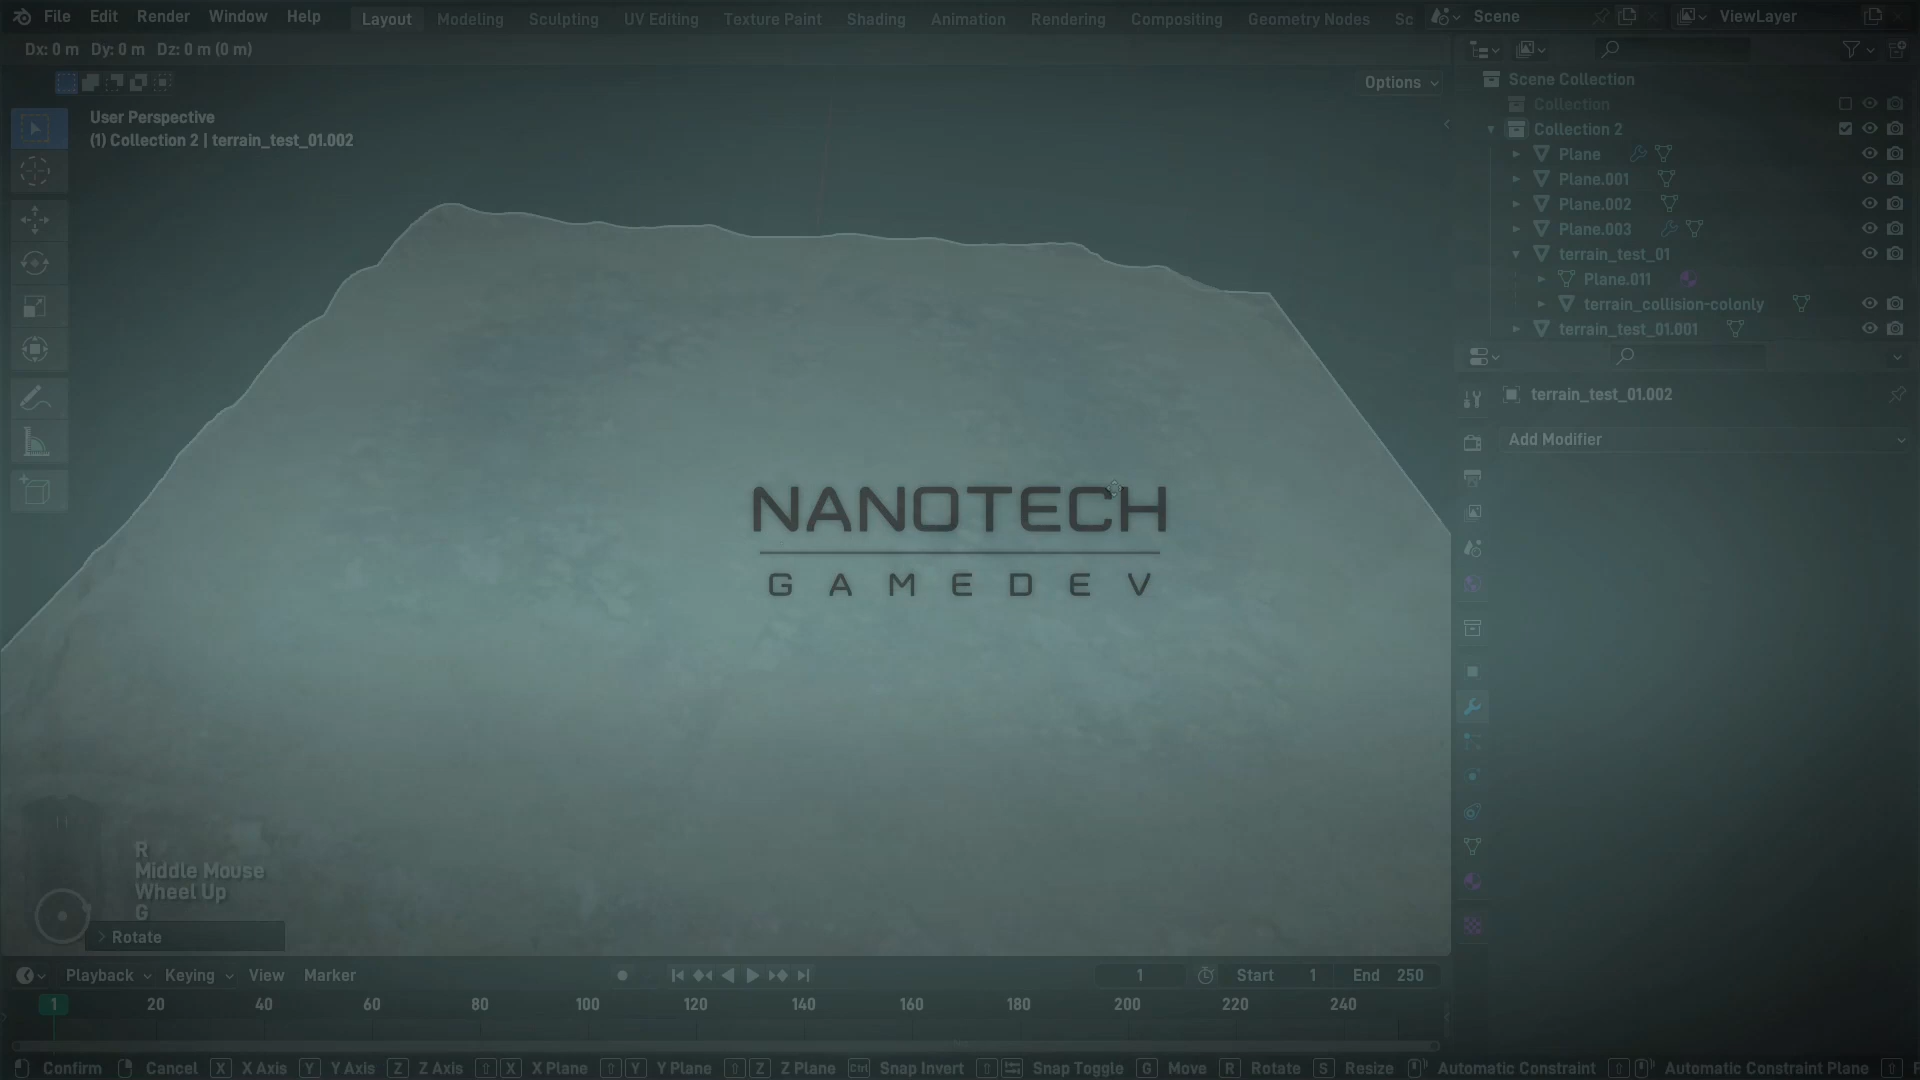 File Edit Render Window Help Layout Modeling Sculpting UV Editing Texture Paint Shading Animation Rendering Compositing Geometry Nodes Sc Scene ViewLayer
Dx: 0 m Dy: 0 m Dz: 0 m (0 m)
Options
User Perspective
(1) Collection 2 | terrain_test_01.002
Scene Collection
Collection
Collection 2
Plane
Plane.001
Plane.002
Plane.003
terrain_test_01
Plane.011
terrain_collision-colonly
terrain_test_01.001
terrain_test_01.002
Add Modifier
NANOTECH
GAMEDEV
R
Middle Mouse
Wheel Up
G
Rotate
Playback Keying View Marker 1 Start 1 End 250
1 20 40 60 80 100 120 140 160 180 200 220 240
Confirm Cancel X X Axis Y Y Axis Z Z Axis X X Plane Y Y Plane Z Z Plane Ctrl Snap Invert Snap Toggle G Move R Rotate S Resize Automatic Constraint Automatic Constraint Plane